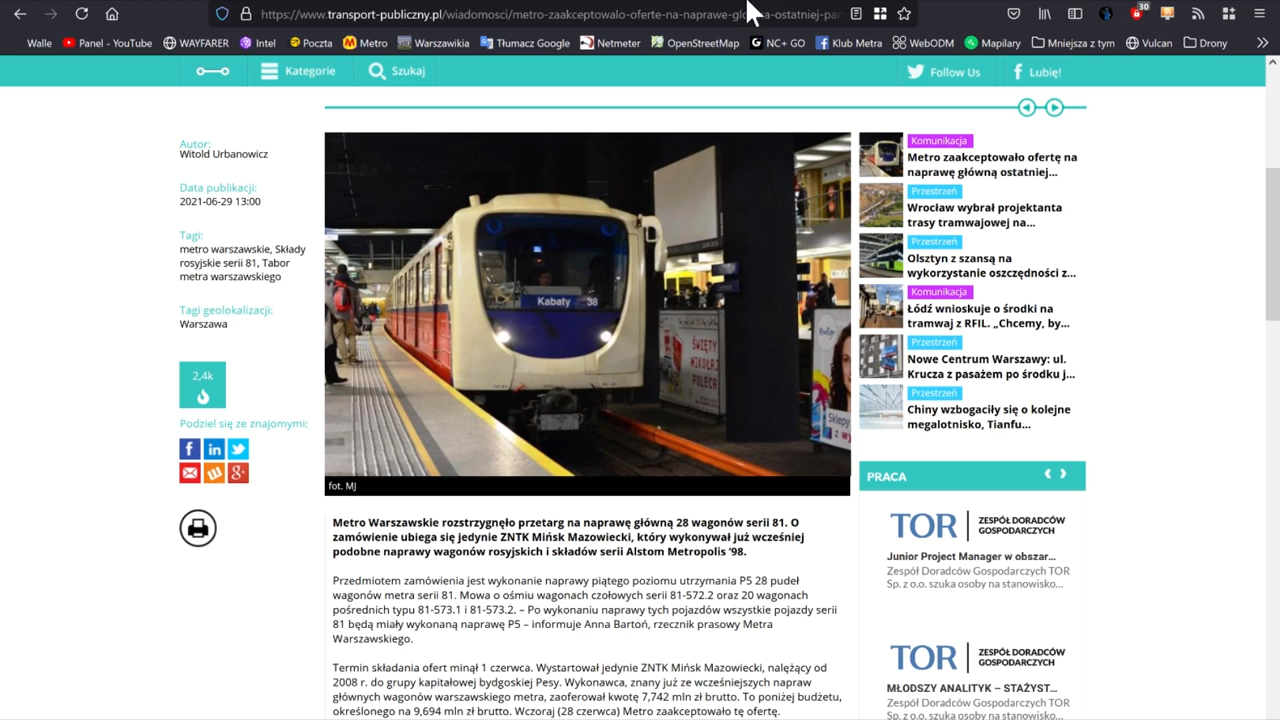 https://www.transport-publiczny.pl/wiadomosci/metro-zaakceptowalo-oferte-na-naprawe-glo
na-ostatniej-par
30
Walle
Panel - YouTube
WAYFARER
Intel
Poczta
Metro
Warszawikia
Tłumacz Google
Netmeter
OpenStreetMap
NC+ GO
Klub Metra
WebODM
Mapilary
Mniejsza z tym
Vulcan
Drony
Kategorie
Szukaj
Follow Us
Lubię!
Autor:
Witold Urbanowicz
Data publikacji:
2021-06-29 13:00
Tagi:
metro warszawskie, Składy
rosyjskie serii 81, Tabor
metra warszawskiego
Tagi geolokalizacji:
Warszawa
2,4k
Podziel się ze znajomymi:
Kabaty 38
ŚWIĘTY
MIKOŁAJ
POLECA
Sklepy
fot. MJ
Metro Warszawskie rozstrzygnęło przetarg na naprawę główną 28 wagonów serii 81. O
zamówienie ubiega się jedynie ZNTK Mińsk Mazowiecki, który wykonywał już wcześniej
podobne naprawy wagonów rosyjskich i składów serii Alstom Metropolis '98.
Przedmiotem zamówienia jest wykonanie naprawy piątego poziomu utrzymania P5 28 pudeł
wagonów metra serii 81. Mowa o ośmiu wagonach czołowych serii 81-572.2 oraz 20 wagonach
pośrednich typu 81-573.1 i 81-573.2. – Po wykonaniu naprawy tych pojazdów wszystkie pojazdy serii
81 będą miały wykonaną naprawę P5 – informuje Anna Bartoń, rzecznik prasowy Metra
Warszawskiego.
Termin składania ofert minął 1 czerwca. Wystartował jedynie ZNTK Mińsk Mazowiecki, należący od
2008 r. do grupy kapitałowej bydgoskiej Pesy. Wykonawca, znany już ze wcześniejszych napraw
głównych wagonów warszawskiego metra, zaoferował kwotę 7,742 mln zł brutto. To poniżej budżetu,
określonego na 9,694 mln zł brutto. Wczoraj (28 czerwca) Metro zaakceptowało tę ofertę.
Komunikacja
Metro zaakceptowało ofertę na
naprawę główną ostatniej...
Przestrzeń
Wrocław wybrał projektanta
trasy tramwajowej na...
Przestrzeń
Olsztyn z szansą na
wykorzystanie oszczędności z...
Komunikacja
Łódź wnioskuje o środki na
tramwaj z RFIL. „Chcemy, by...
Przestrzeń
Nowe Centrum Warszawy: ul.
Krucza z pasażem po środku j...
Przestrzeń
Chiny wzbogaciły się o kolejne
megalotnisko, Tianfu...
PRACA
TOR ZESPÓŁ DORADCÓW
GOSPODARCZYCH
Junior Project Manager w obszar...
Zespół Doradców Gospodarczych TOR
Sp. z o.o. szuka osoby na stanowisko...
TOR ZESPÓŁ DORADCÓW
GOSPODARCZYCH
MŁODSZY ANALITYK – STAŻYST...
Zespół Doradców Gospodarczych TOR
Sp. z o.o. szuka osoby na stanowisko...